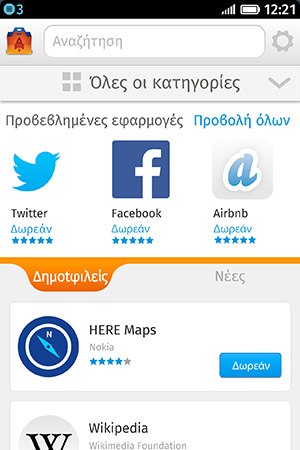 3 12:21
Αναζήτηση
Όλες οι κατηγορίες
Προβεβλημένες εφαρμογές Προβολή όλων
Twitter Facebook Airbnb
Δωρεάν Δωρεάν Δωρεάν
Δημοτφιλείς Νέες
HERE Maps
Nokia
Δωρεάν
Wikipedia
Wikimedia Foundation